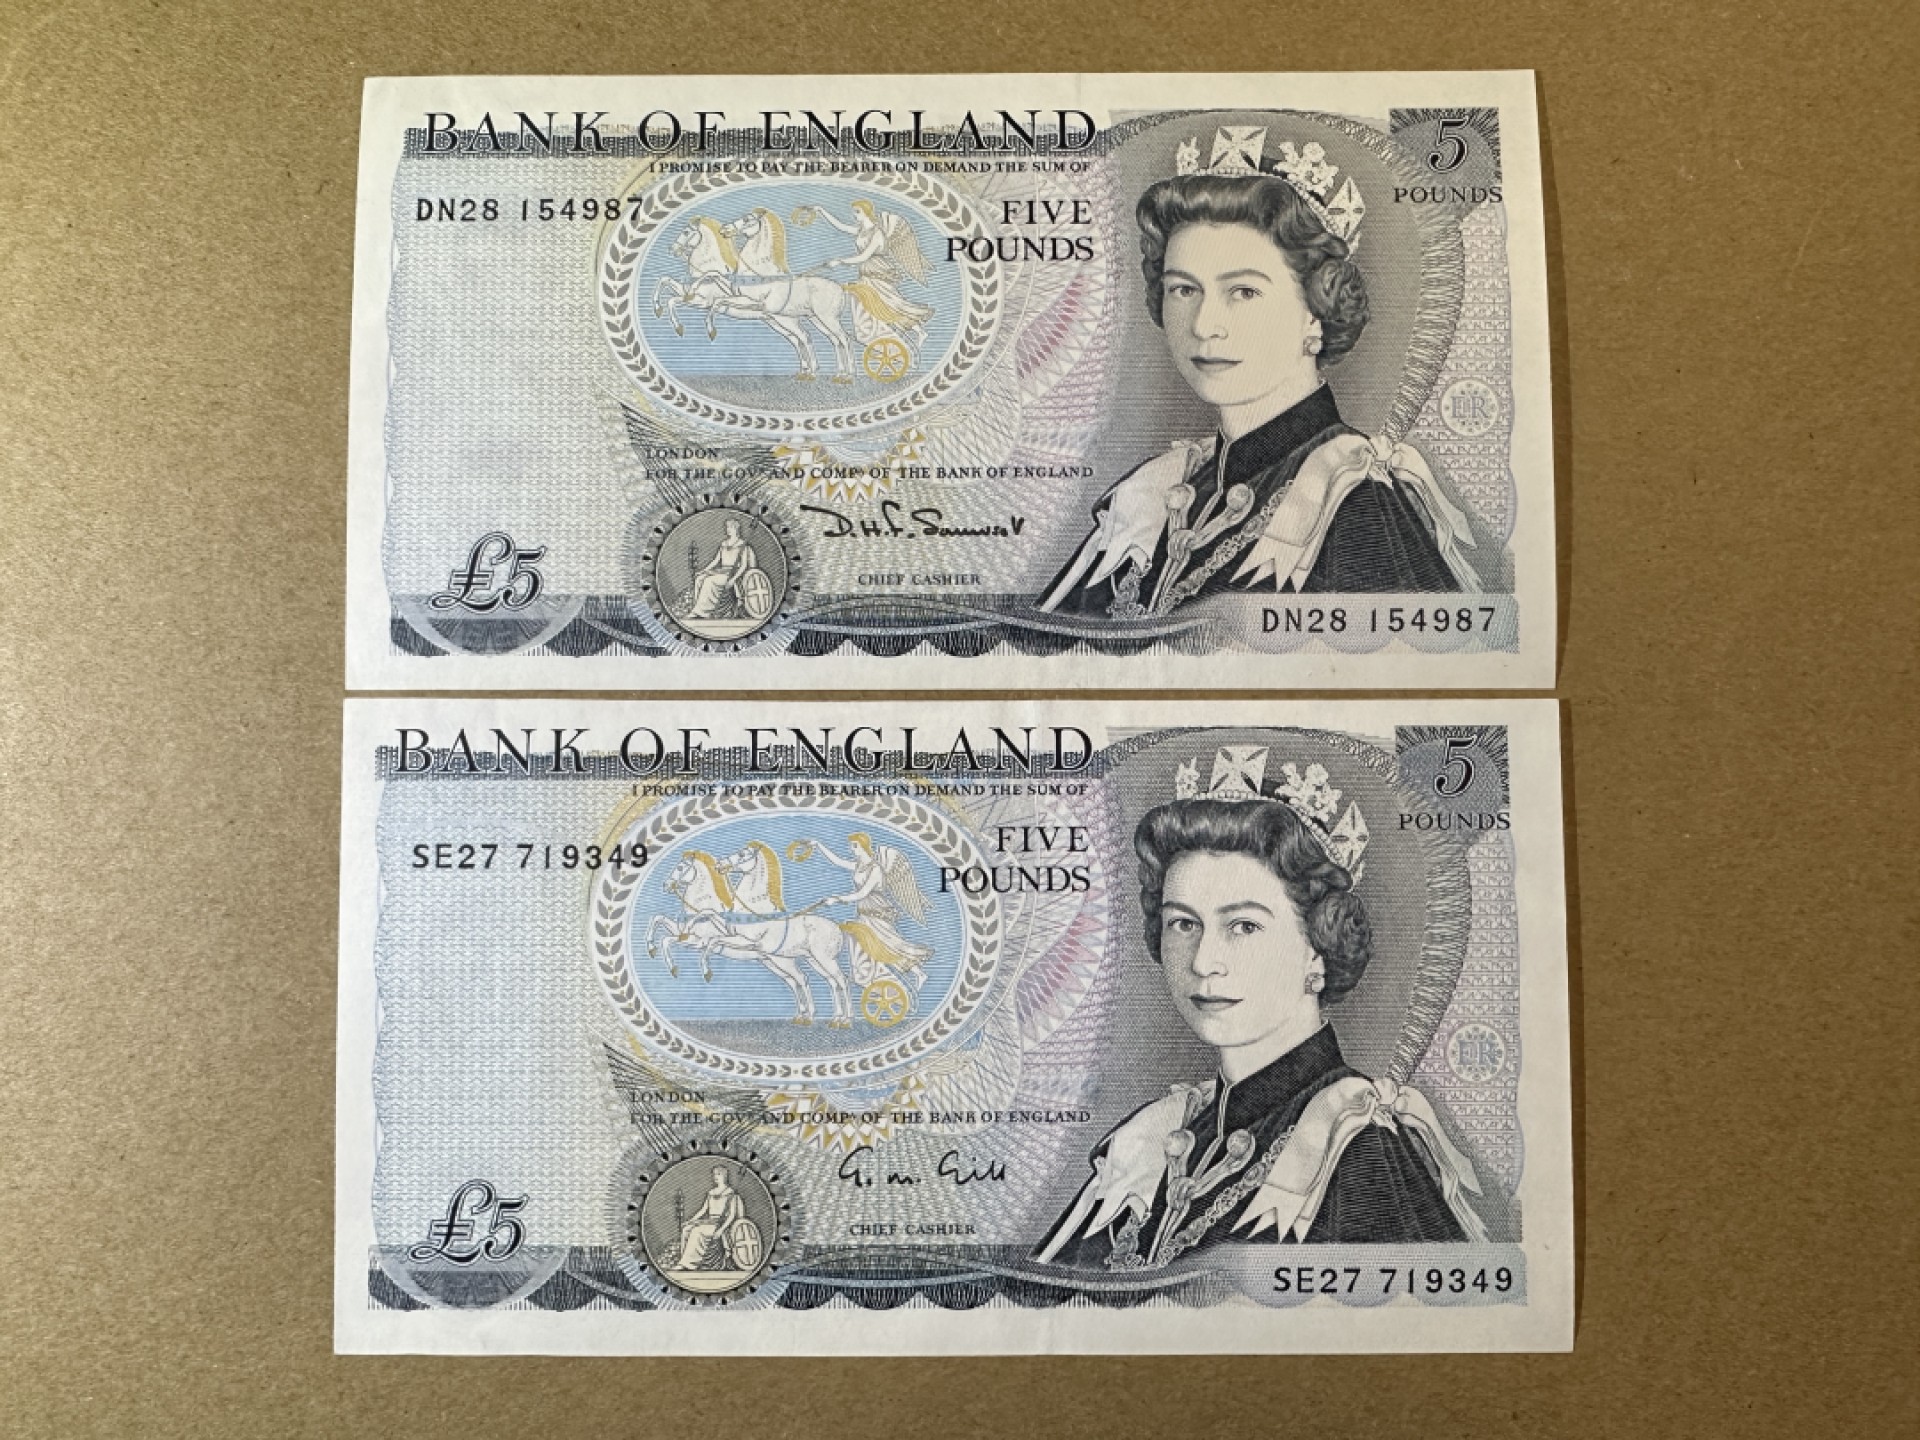 BANK OF ENGLAND
I PROMISE TO PAY THE BEARER ON DEMAND THE SUM OF
5
POUNDS
DN28 154987
FIVE
POUNDS
ER
LONDON
FOR THE GOVR AND COMPA OF THE BANK OF ENGLAND
D.H.F. Somerset
£5
CHIEF CASHIER
DN28 154987
BANK OF ENGLAND
I PROMISE TO PAY THE BEARER ON DEMAND THE SUM OF
5
POUNDS
SE27 719349
FIVE
POUNDS
EIIR
LONDON
FOR THE GOVR AND COMPA OF THE BANK OF ENGLAND
G. M. Gill
£5
CHIEF CASHIER
SE27 719349